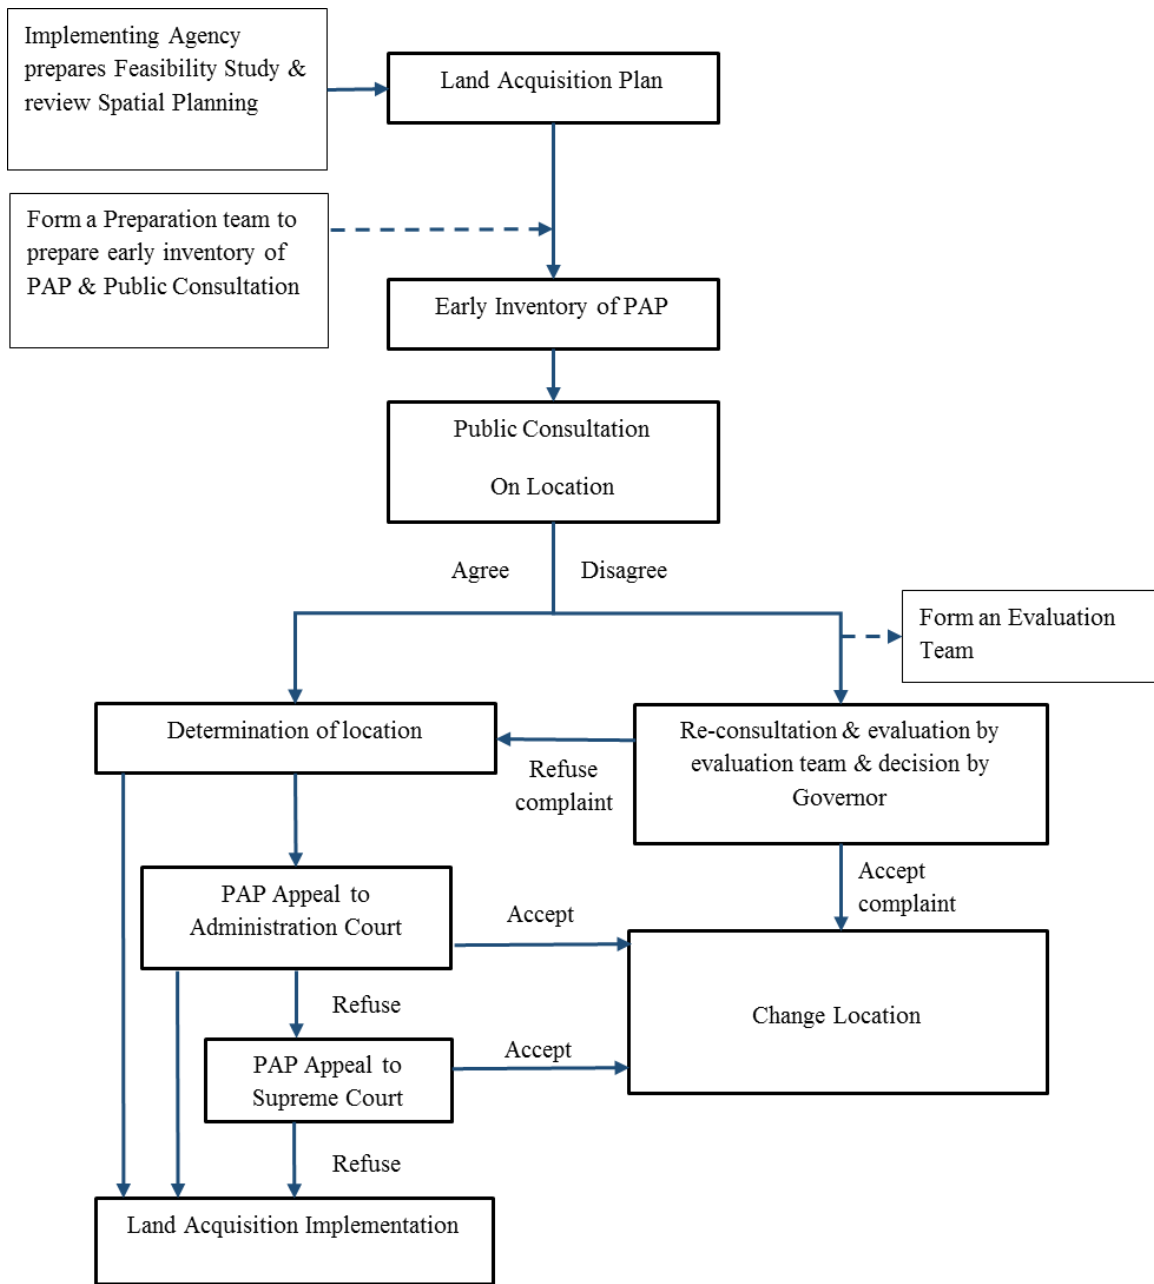 Implementing Agency
prepares Feasibility Study &
review Spatial Planning
Land Acquisition Plan
Form a Preparation team to
prepare early inventory of
PAP & Public Consultation
Early Inventory of PAP
Public Consultation
On Location
Agree
Disagree
Form an Evaluation
Team
Determination of location
Re-consultation & evaluation by
evaluation team & decision by
Governor
Refuse
complaint
Accept
complaint
PAP Appeal to
Administration Court
Accept
Change Location
Refuse
PAP Appeal to
Supreme Court
Accept
Refuse
Land Acquisition Implementation